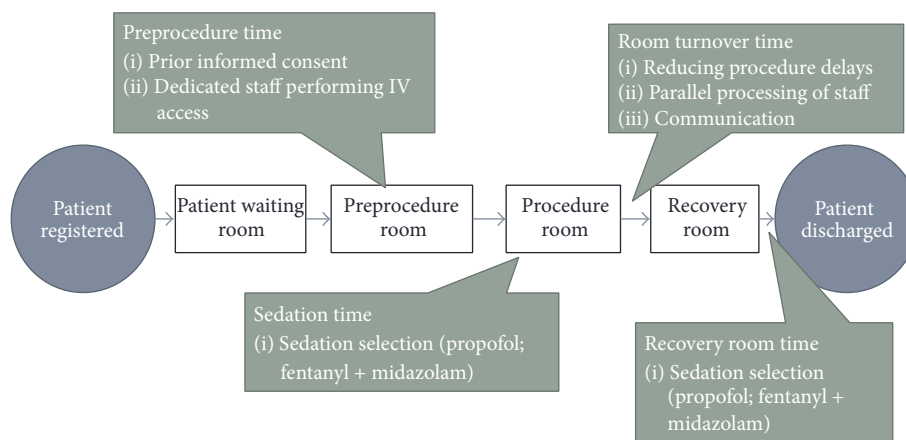 Preprocedure time
(i) Prior informed consent
(ii) Dedicated staff performing IV
access
Room turnover time
(i) Reducing procedure delays
(ii) Parallel processing of staff
(iii) Communication
Patient
registered
Patient waiting
room
Preprocedure
room
Procedure
room
Recovery
room
Patient
discharged
Sedation time
(i) Sedation selection (propofol;
fentanyl + midazolam)
Recovery room time
(i) Sedation selection
(propofol; fentanyl +
midazolam)